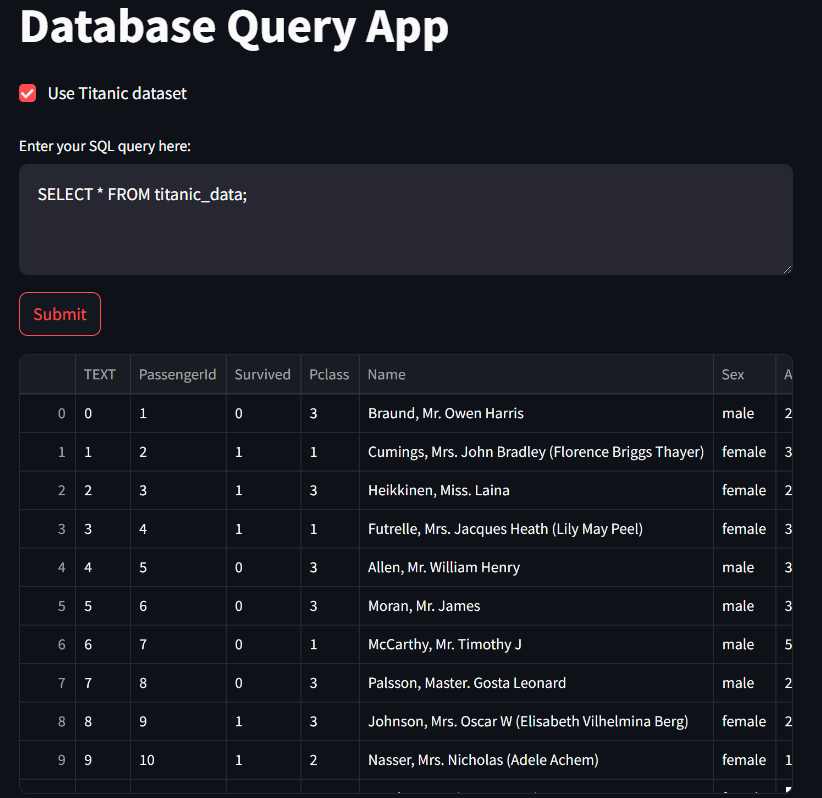 Database Query App
Use Titanic dataset
Enter your SQL query here:
SELECT * FROM titanic_data;
Submit
TEXT PassengerId Survived Pclass Name Sex A
0 0 1 0 3 Braund, Mr. Owen Harris male 2
1 1 2 1 1 Cumings, Mrs. John Bradley (Florence Briggs Thayer) female 3
2 2 3 1 3 Heikkinen, Miss. Laina female 2
3 3 4 1 1 Futrelle, Mrs. Jacques Heath (Lily May Peel) female 3
4 4 5 0 3 Allen, Mr. William Henry male 3
5 5 6 0 3 Moran, Mr. James male 3
6 6 7 0 1 McCarthy, Mr. Timothy J male 5
7 7 8 0 3 Palsson, Master. Gosta Leonard male 2
8 8 9 1 3 Johnson, Mrs. Oscar W (Elisabeth Vilhelmina Berg) female 2
9 9 10 1 2 Nasser, Mrs. Nicholas (Adele Achem) female 1